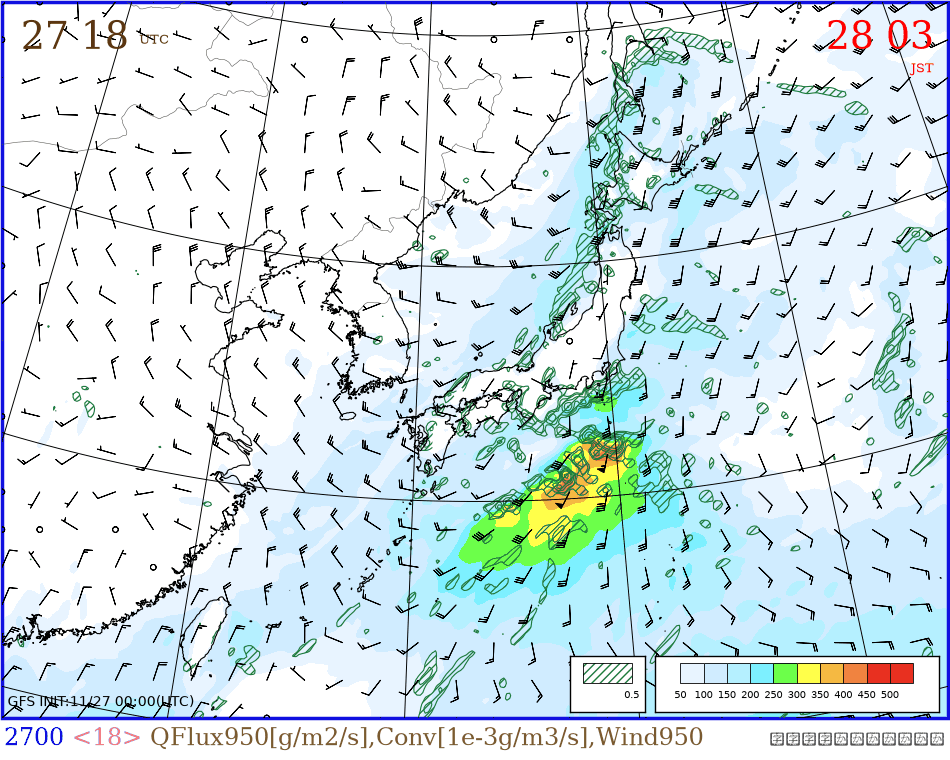 27 18 UTC
28 03
JST
0.5
50 100 150 200 250 300 350 400 450 500
GFS INIT:11/27 00:00(UTC)
2700 <18> QFlux950[g/m2/s],Conv[1e-3g/m3/s],Wind950